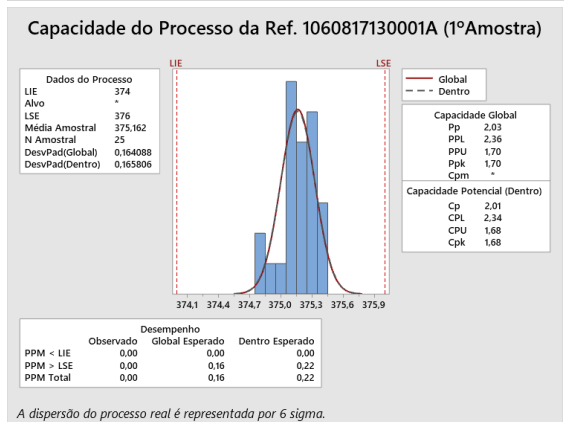 Capacidade do Processo da Ref. 1060817130001A (1ºAmostra)
LIE LSE
Dados do Processo
LIE 374
Alvo *
LSE 376
Média Amostral 375,162
N Amostral 25
DesvPad(Global) 0,164088
DesvPad(Dentro) 0,165806
Global
Dentro
Capacidade Global
Pp 2,03
PPL 2,36
PPU 1,70
Ppk 1,70
Cpm *
Capacidade Potencial (Dentro)
Cp 2,01
CPL 2,34
CPU 1,68
Cpk 1,68
374,1 374,4 374,7 375,0 375,3 375,6 375,9
Desempenho
Observado Global Esperado Dentro Esperado
PPM < LIE 0,00 0,00 0,00
PPM > LSE 0,00 0,16 0,22
PPM Total 0,00 0,16 0,22
A dispersão do processo real é representada por 6 sigma.